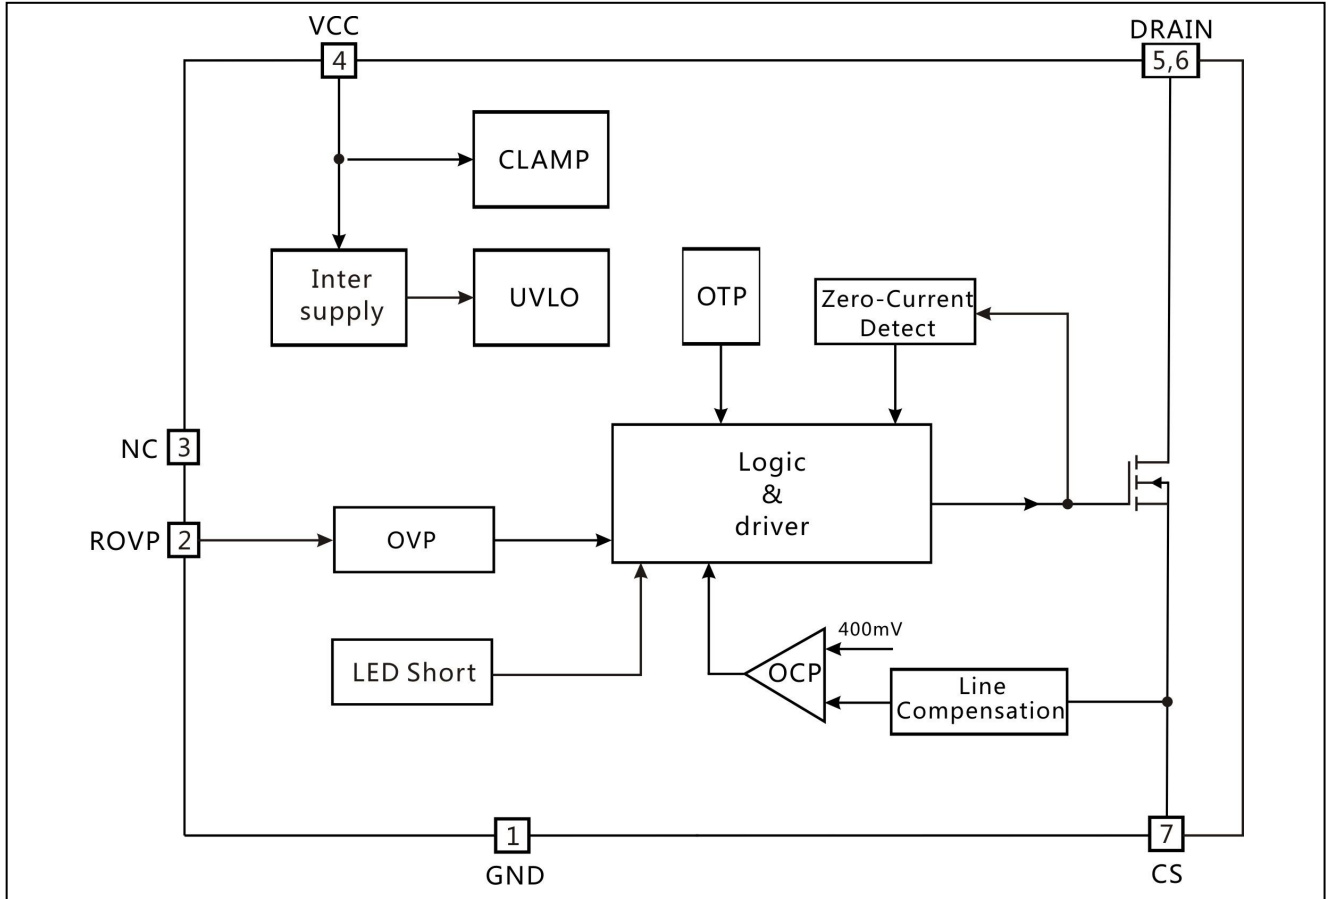 VCC
DRAIN
4
5,6
CLAMP
Inter
supply
UVLO
OTP
Zero-Current
Detect
NC
3
Logic
&
driver
ROVP
2
OVP
400mV
LED Short
OCP
Line
Compensation
1
7
GND
CS